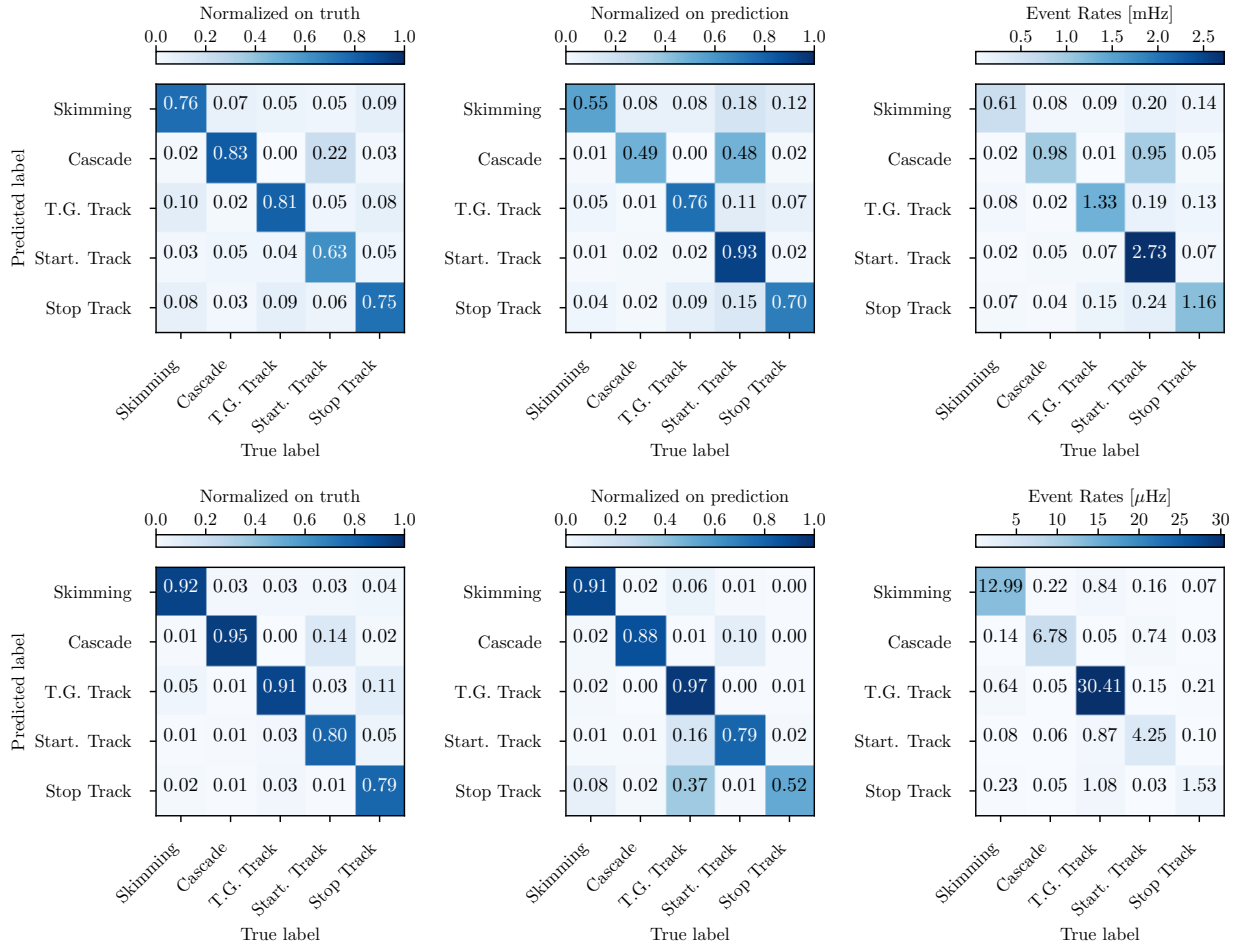 Normalized on truth Normalized on prediction Event Rates [mHz]
0.0 0.2 0.4 0.6 0.8 1.0 0.0 0.2 0.4 0.6 0.8 1.0 0.5 1.0 1.5 2.0 2.5
Predicted label
Skimming 0.76 0.07 0.05 0.05 0.09 Skimming 0.55 0.08 0.08 0.18 0.12 Skimming 0.61 0.08 0.09 0.20 0.14
Cascade 0.02 0.83 0.00 0.22 0.03 Cascade 0.01 0.49 0.00 0.48 0.02 Cascade 0.02 0.98 0.01 0.95 0.05
T.G. Track 0.10 0.02 0.81 0.05 0.08 T.G. Track 0.05 0.01 0.76 0.11 0.07 T.G. Track 0.08 0.02 1.33 0.19 0.13
Start. Track 0.03 0.05 0.04 0.63 0.05 Start. Track 0.01 0.02 0.02 0.93 0.02 Start. Track 0.02 0.05 0.07 2.73 0.07
Stop Track 0.08 0.03 0.09 0.06 0.75 Stop Track 0.04 0.02 0.09 0.15 0.70 Stop Track 0.07 0.04 0.15 0.24 1.16
Skimming Cascade T.G. Track Start. Track Stop Track Skimming Cascade T.G. Track Start. Track Stop Track Skimming Cascade T.G. Track Start. Track Stop Track
True label True label True label
Normalized on truth Normalized on prediction Event Rates [μHz]
0.0 0.2 0.4 0.6 0.8 1.0 0.0 0.2 0.4 0.6 0.8 1.0 5 10 15 20 25 30
Predicted label
Skimming 0.92 0.03 0.03 0.03 0.04 Skimming 0.91 0.02 0.06 0.01 0.00 Skimming 12.99 0.22 0.84 0.16 0.07
Cascade 0.01 0.95 0.00 0.14 0.02 Cascade 0.02 0.88 0.01 0.10 0.00 Cascade 0.14 6.78 0.05 0.74 0.03
T.G. Track 0.05 0.01 0.91 0.03 0.11 T.G. Track 0.02 0.00 0.97 0.00 0.01 T.G. Track 0.64 0.05 30.41 0.15 0.21
Start. Track 0.01 0.01 0.03 0.80 0.05 Start. Track 0.01 0.01 0.16 0.79 0.02 Start. Track 0.08 0.06 0.87 4.25 0.10
Stop Track 0.02 0.01 0.03 0.01 0.79 Stop Track 0.08 0.02 0.37 0.01 0.52 Stop Track 0.23 0.05 1.08 0.03 1.53
Skimming Cascade T.G. Track Start. Track Stop Track Skimming Cascade T.G. Track Start. Track Stop Track Skimming Cascade T.G. Track Start. Track Stop Track
True label True label True label